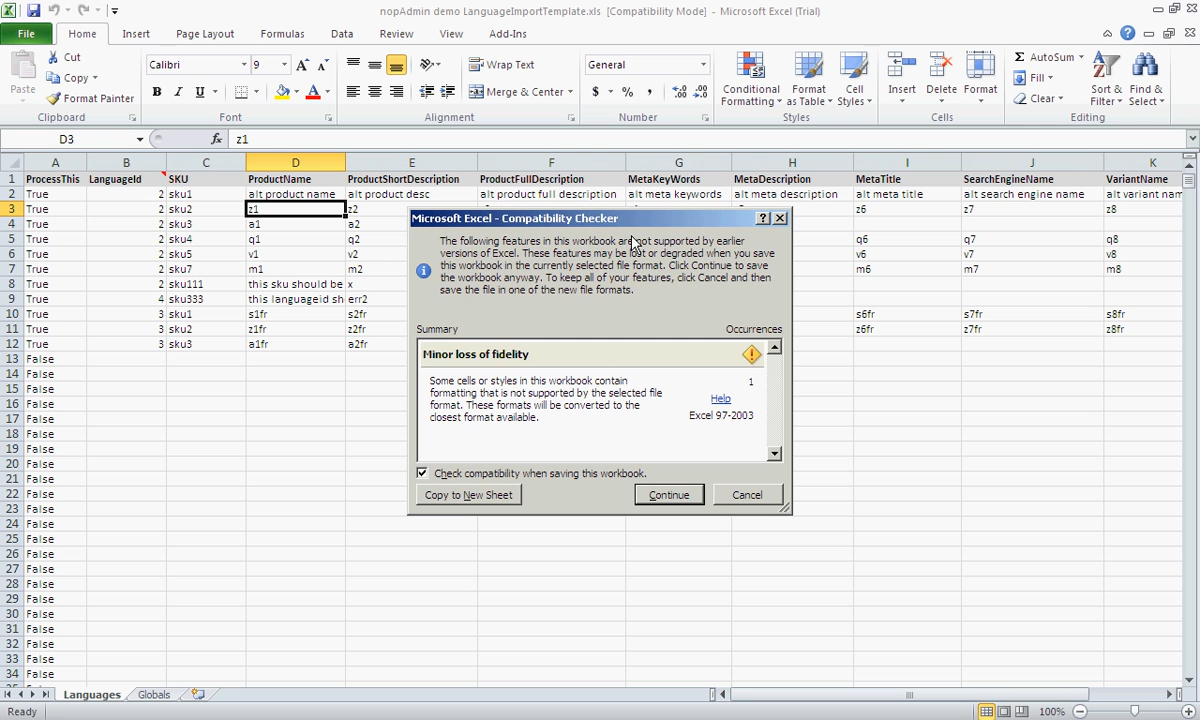 nopAdmin demo LanguageImportTemplate.xls [Compatibility Mode] - Microsoft Excel (Trial)
File Home Insert Page Layout Formulas Data Review View Add-Ins
Paste
Cut
Copy
Format Painter
Clipboard
Calibri 9
B I U
Font
Wrap Text
Merge & Center
Alignment
General
$ % ,
Number
Conditional Formatting
Format as Table
Cell Styles
Styles
Insert Delete Format
Cells
Σ AutoSum
Fill
Clear
Sort & Filter
Find & Select
Editing
D3 fx z1
A B C D E F G H I J K
1 ProcessThis LanguageId SKU ProductName ProductShortDescription ProductFullDescription MetaKeyWords MetaDescription MetaTitle SearchEngineName VariantName
2 True 2 sku1 alt product name alt product desc alt product full description alt meta keywords alt meta description alt meta title alt search engine name alt variant nam
3 True 2 sku2 z1 z2 z6 z7 z8
4 True 2 sku3 a1 a2
5 True 2 sku4 q1 q2 q6 q7 q8
6 True 2 sku5 v1 v2 v6 v7 v8
7 True 2 sku7 m1 m2 m6 m7 m8
8 True 2 sku111 this sku should be x
9 True 4 sku333 this languageid sh err2
10 True 3 sku1 s1fr s2fr s6fr s7fr s8fr
11 True 3 sku2 z1fr z2fr z6fr z7fr z8fr
12 True 3 sku3 a1fr a2fr
13 False
14 False
15 False
16 False
17 False
18 False
19 False
20 False
21 False
22 False
23 False
24 False
25 False
26 False
27 False
28 False
29 False
30 False
31 False
32 False
33 False
34 False
Microsoft Excel - Compatibility Checker
The following features in this workbook are not supported by earlier
versions of Excel. These features may be lost or degraded when you save
this workbook in the currently selected file format. Click Continue to save
the workbook anyway. To keep all of your features, click Cancel and then
save the file in one of the new file formats.
Summary Occurrences
Minor loss of fidelity
Some cells or styles in this workbook contain 1
formatting that is not supported by the selected file
format. These formats will be converted to the
closest format available.
Help
Excel 97-2003
Check compatibility when saving this workbook.
Copy to New Sheet Continue Cancel
Languages Globals
Ready 100%